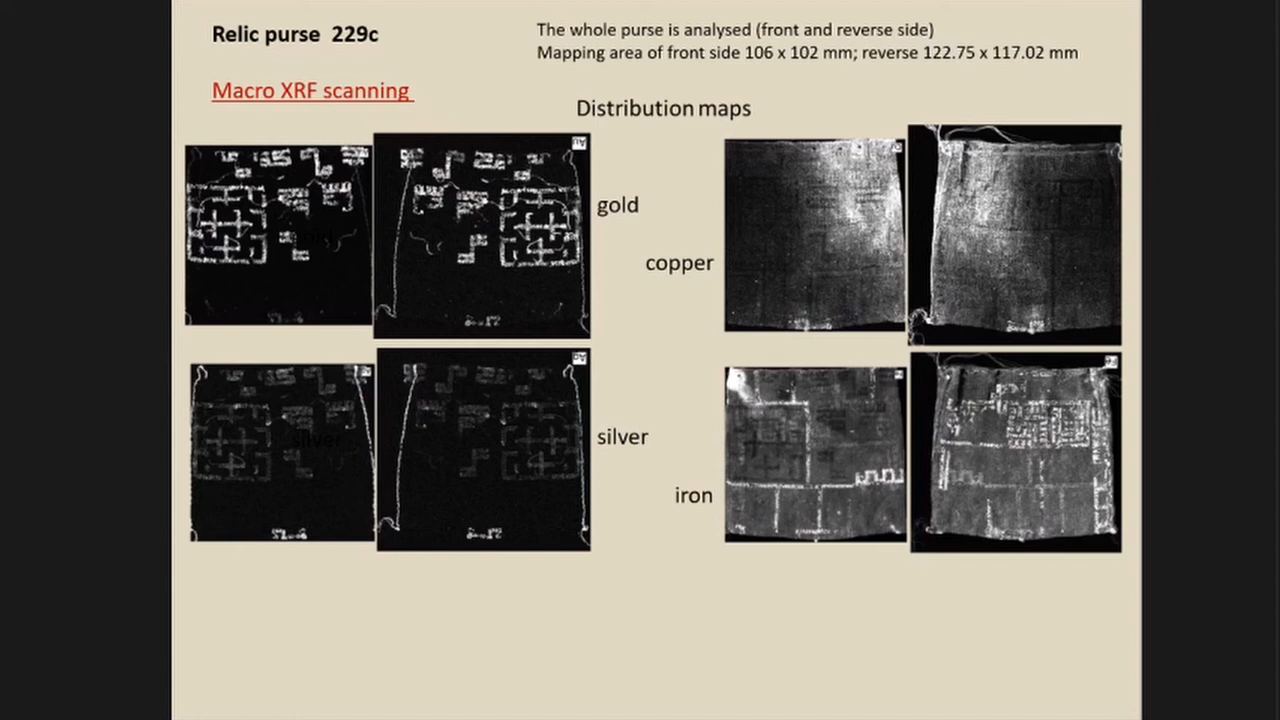 Relic purse 229c
The whole purse is analysed (front and reverse side)
Mapping area of front side 106 x 102 mm; reverse 122.75 x 117.02 mm
Macro XRF scanning
Distribution maps
gold
copper
silver
silver
iron